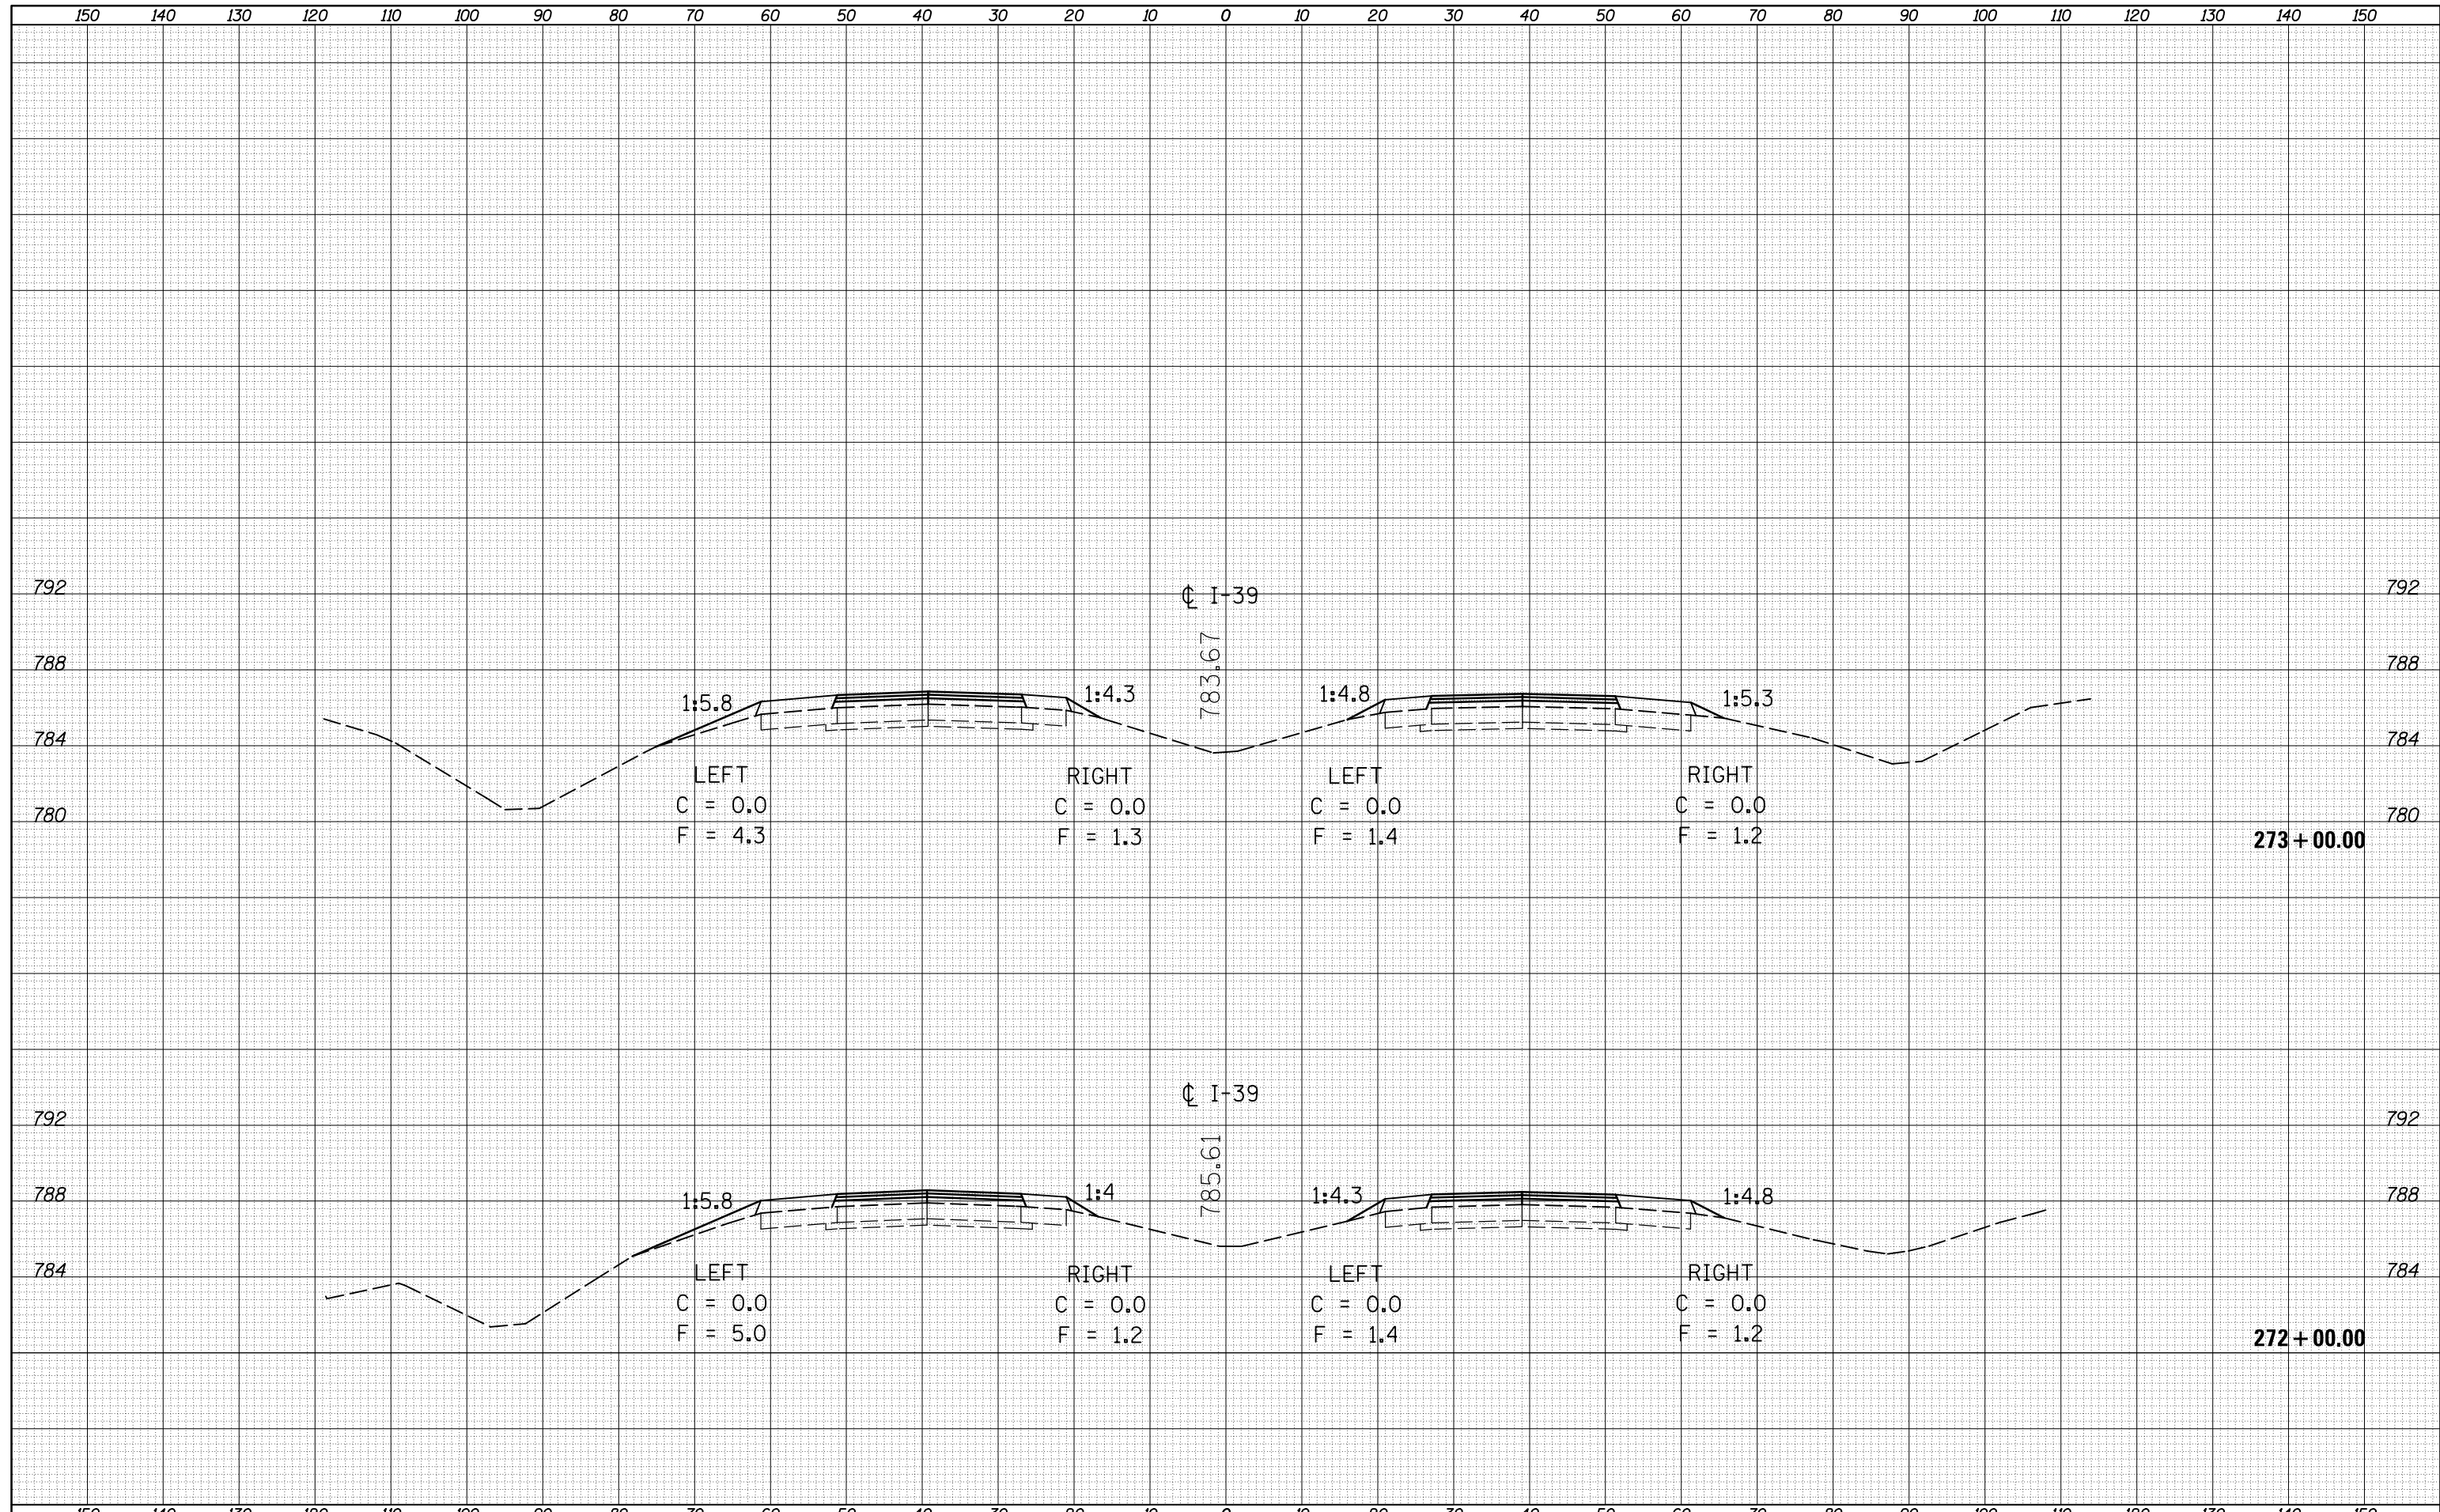 150 140 130 120 110 100 90 80 70 60 50 40 30 20 10 0 10 20 30 40 50 60 70 80 90 100 110 120 130 140 150
792 ℄ I-39 792
788 783.67 788
1:5.8 1:4.3 1:4.8 1:5.3
784 784
LEFT RIGHT LEFT RIGHT
C = 0.0 C = 0.0 C = 0.0 C = 0.0
780 780
F = 4.3 F = 1.3 F = 1.4 F = 1.2 273+00.00
℄ I-39
792 792
785.61
788 1:5.8 1:4 1:4.3 1:4.8 788
784 LEFT RIGHT LEFT RIGHT 784
C = 0.0 C = 0.0 C = 0.0 C = 0.0
F = 5.0 F = 1.2 F = 1.4 F = 1.2 272+00.00